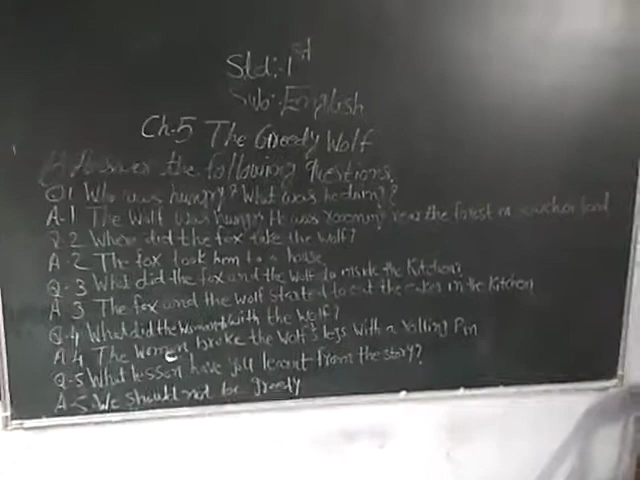 Std:1st
Sub:English
Ch.5 The Greedy Wolf
Answer the following questions.
Q1 Who was hungry? What was he doing?
A-1 The Wolf was hungry He was roaming near the forest in search of food
Q.2 Where did the fox take the wolf?
A-2 The fox took him to a house.
Q-3 What did the fox and the wolf do inside the Kitchen?
A 3 The fox and the wolf started to eat the cakes in the Kitchen
Q-4 What did the woman with the wolf?
A 4 The women broke the wolf's legs with a rolling Pin
Q-5 What lesson have you learnt from the story?
A-5 We should not be greedy